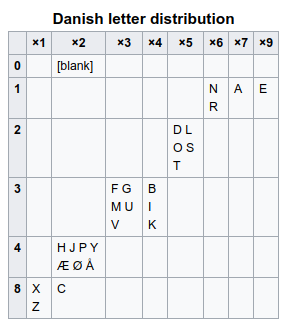 Danish letter distribution
×1 ×2 ×3 ×4 ×5 ×6 ×7 ×9
0 [blank]
1 N A E
R
2 D L
O S
T
3 F G B
M U I
V K
4 H J P Y
Æ Ø Å
8 X C
Z